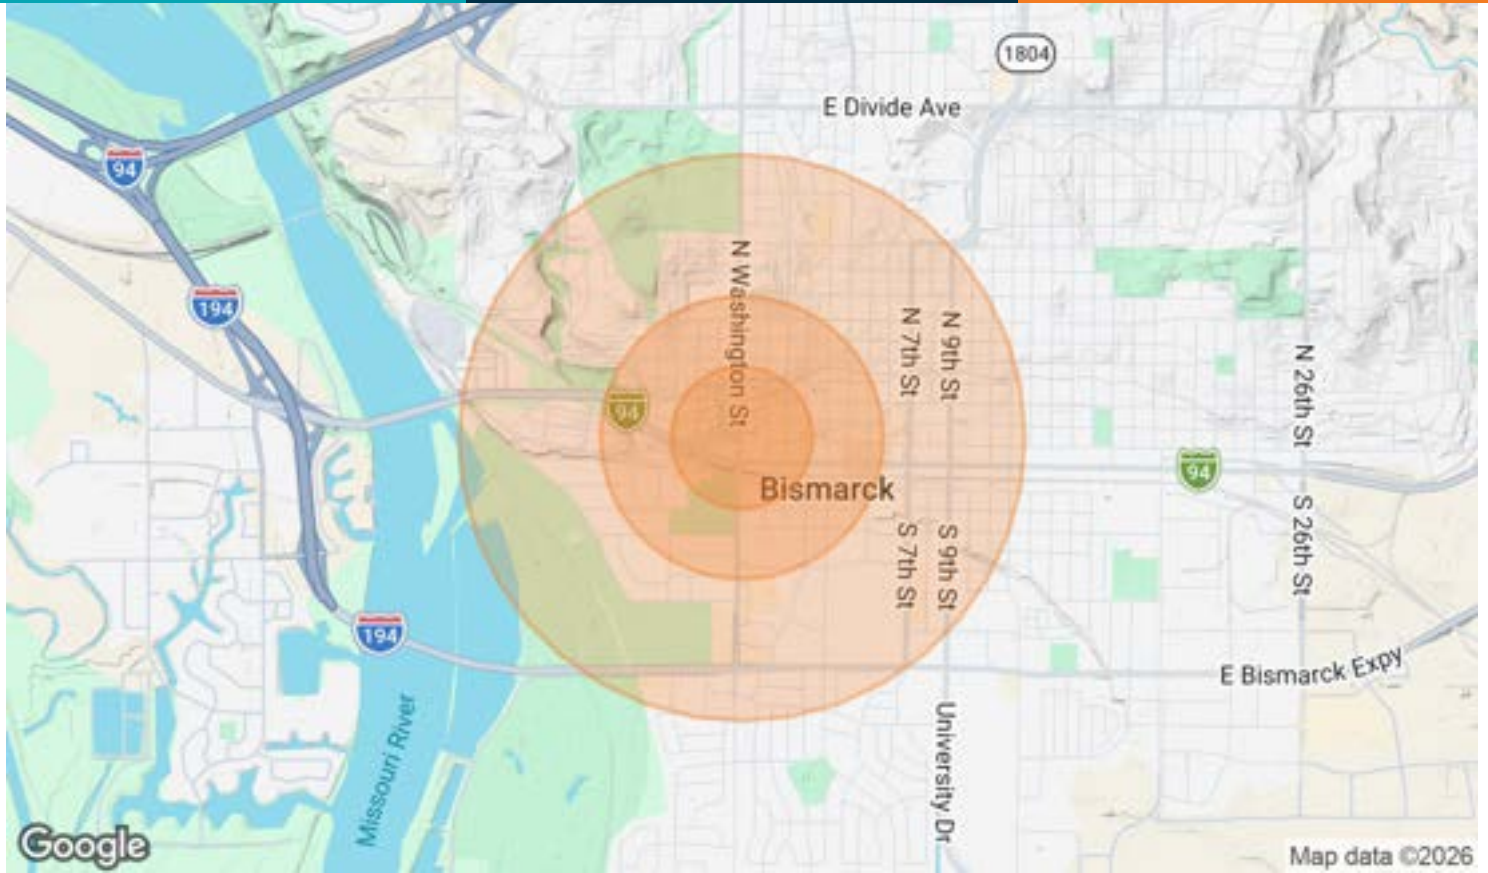 1804
E Divide Ave
94
194
N Washington St
N 7th St
N 9th St
N 26th St
94
94
Bismarck
S 7th St
S 9th St
S 26th St
194
E Bismarck Expy
Missouri River
University Dr
Google
Map data ©2026